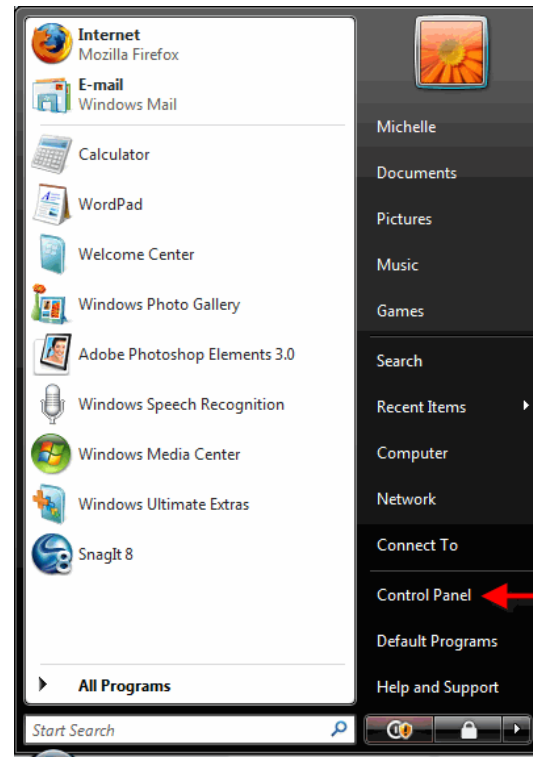 Internet
Mozilla Firefox
E-mail
Windows Mail
Calculator
WordPad
Welcome Center
Windows Photo Gallery
Adobe Photoshop Elements 3.0
Windows Speech Recognition
Windows Media Center
Windows Ultimate Extras
SnagIt 8
All Programs
Start Search
Michelle
Documents
Pictures
Music
Games
Search
Recent Items
Computer
Network
Connect To
Control Panel
Default Programs
Help and Support